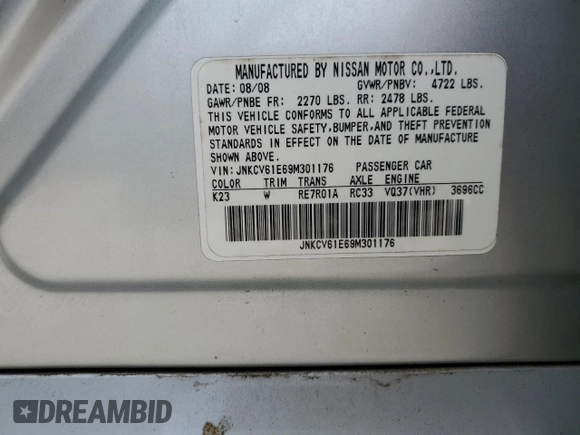 MANUFACTURED BY NISSAN MOTOR CO.,LTD.
DATE: 08/08 GVWR/PNBV: 4722 LBS.
GAWR/PNBE FR: 2270 LBS. RR: 2478 LBS.
THIS VEHICLE CONFORMS TO ALL APPLICABLE FEDERAL
MOTOR VEHICLE SAFETY,BUMPER,AND THEFT PREVENTION
STANDARDS IN EFFECT ON THE DATE OF MANUFACTURE
SHOWN ABOVE.
VIN: JNKCV61E69M301176 PASSENGER CAR
COLOR TRIM TRANS AXLE ENGINE
K23 W RE7R01A RC33 VQ37(VHR) 3696CC
JNKCV61E69M301176
DREAMBID